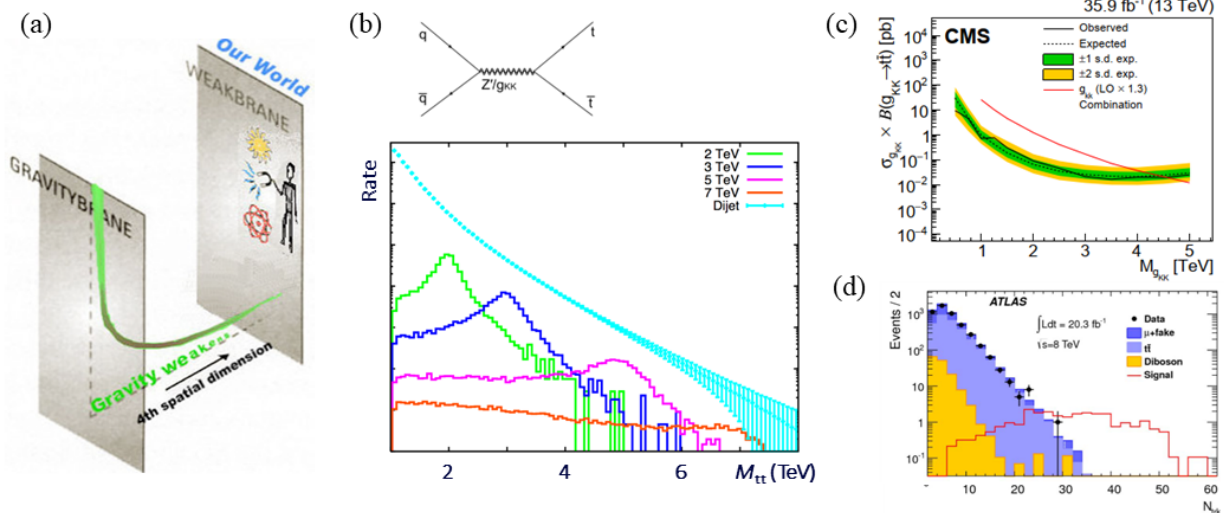 (a)
Our World
WEAKBRANE
GRAVITYBRANE
Gravity weakens
4th spatial dimension
(b)
q
t
q̅
Z'/gKK
t̅
Rate
2 TeV
3 TeV
5 TeV
7 TeV
Dijet
2
4
6
Mtt (TeV)
(c)
35.9 fb⁻¹ (13 TeV)
CMS
Observed
Expected
±1 s.d. exp.
±2 s.d. exp.
gkk (LO × 1.3)
Combination
σgKK × B(gKK→tt̅) [pb]
10⁴
10³
10²
10
1
10⁻¹
10⁻²
10⁻³
10⁻⁴
1
2
3
4
5
MgKK [TeV]
(d)
Events / 2
ATLAS
∫Ldt = 20.3 fb⁻¹
s=8 TeV
Data
μ+fake
tt̅
Diboson
Signal
10³
10²
10
1
10⁻¹
10
20
30
40
50
60